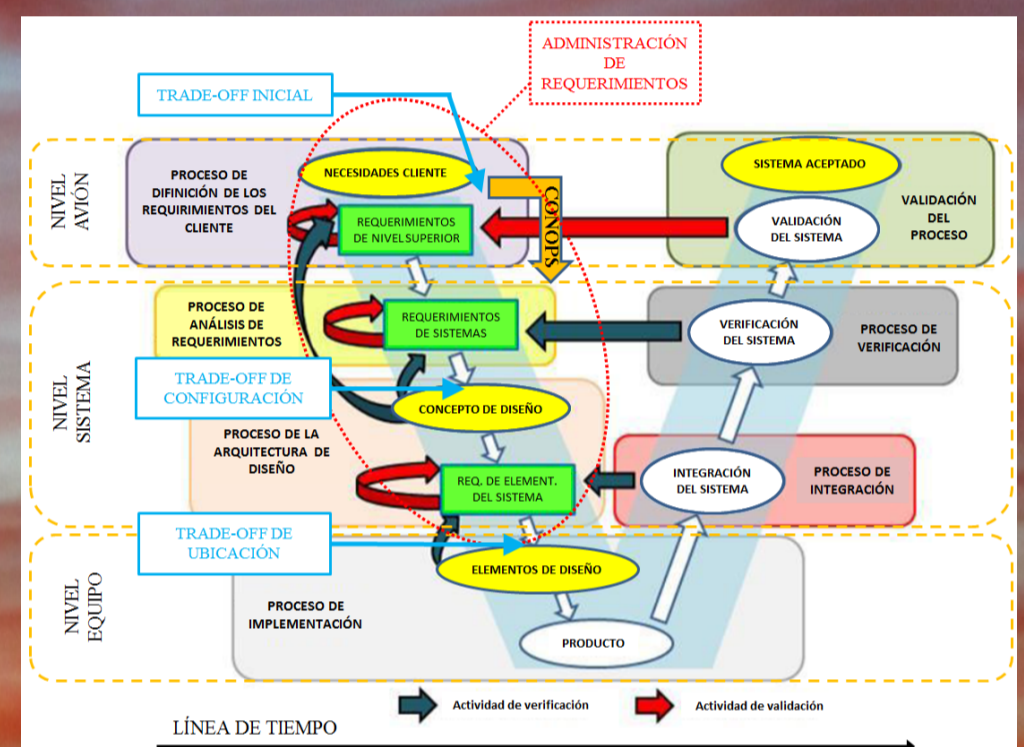 ADMINISTRACIÓN
DE
REQUERIMIENTOS
TRADE-OFF INICIAL
NIVEL
AVIÓN
PROCESO DE
DIFINICIÓN DE LOS
REQUIRIMIENTOS DEL
CLIENTE
NECESIDADES CLIENTE
REQUERIMIENTOS
DE NIVEL SUPERIOR
CONOPS
SISTEMA ACEPTADO
VALIDACIÓN
DEL SISTEMA
VALIDACIÓN
DEL
PROCESO
NIVEL
SISTEMA
PROCESO DE
ANÁLISIS DE
REQUERIMIENTOS
REQUERIMIENTOS
DE SISTEMAS
VERIFICACIÓN
DEL SISTEMA
PROCESO DE
VERIFICACIÓN
TRADE-OFF DE
CONFIGURACIÓN
CONCEPTO DE DISEÑO
PROCESO DE LA
ARQUITECTURA DE
DISEÑO
REQ. DE ELEMENT.
DEL SISTEMA
INTEGRACIÓN
DEL SISTEMA
PROCESO DE
INTEGRACIÓN
TRADE-OFF DE
UBICACIÓN
NIVEL
EQUIPO
ELEMENTOS DE DISEÑO
PROCESO DE
IMPLEMENTACIÓN
PRODUCTO
Actividad de verificación
Actividad de validación
LÍNEA DE TIEMPO